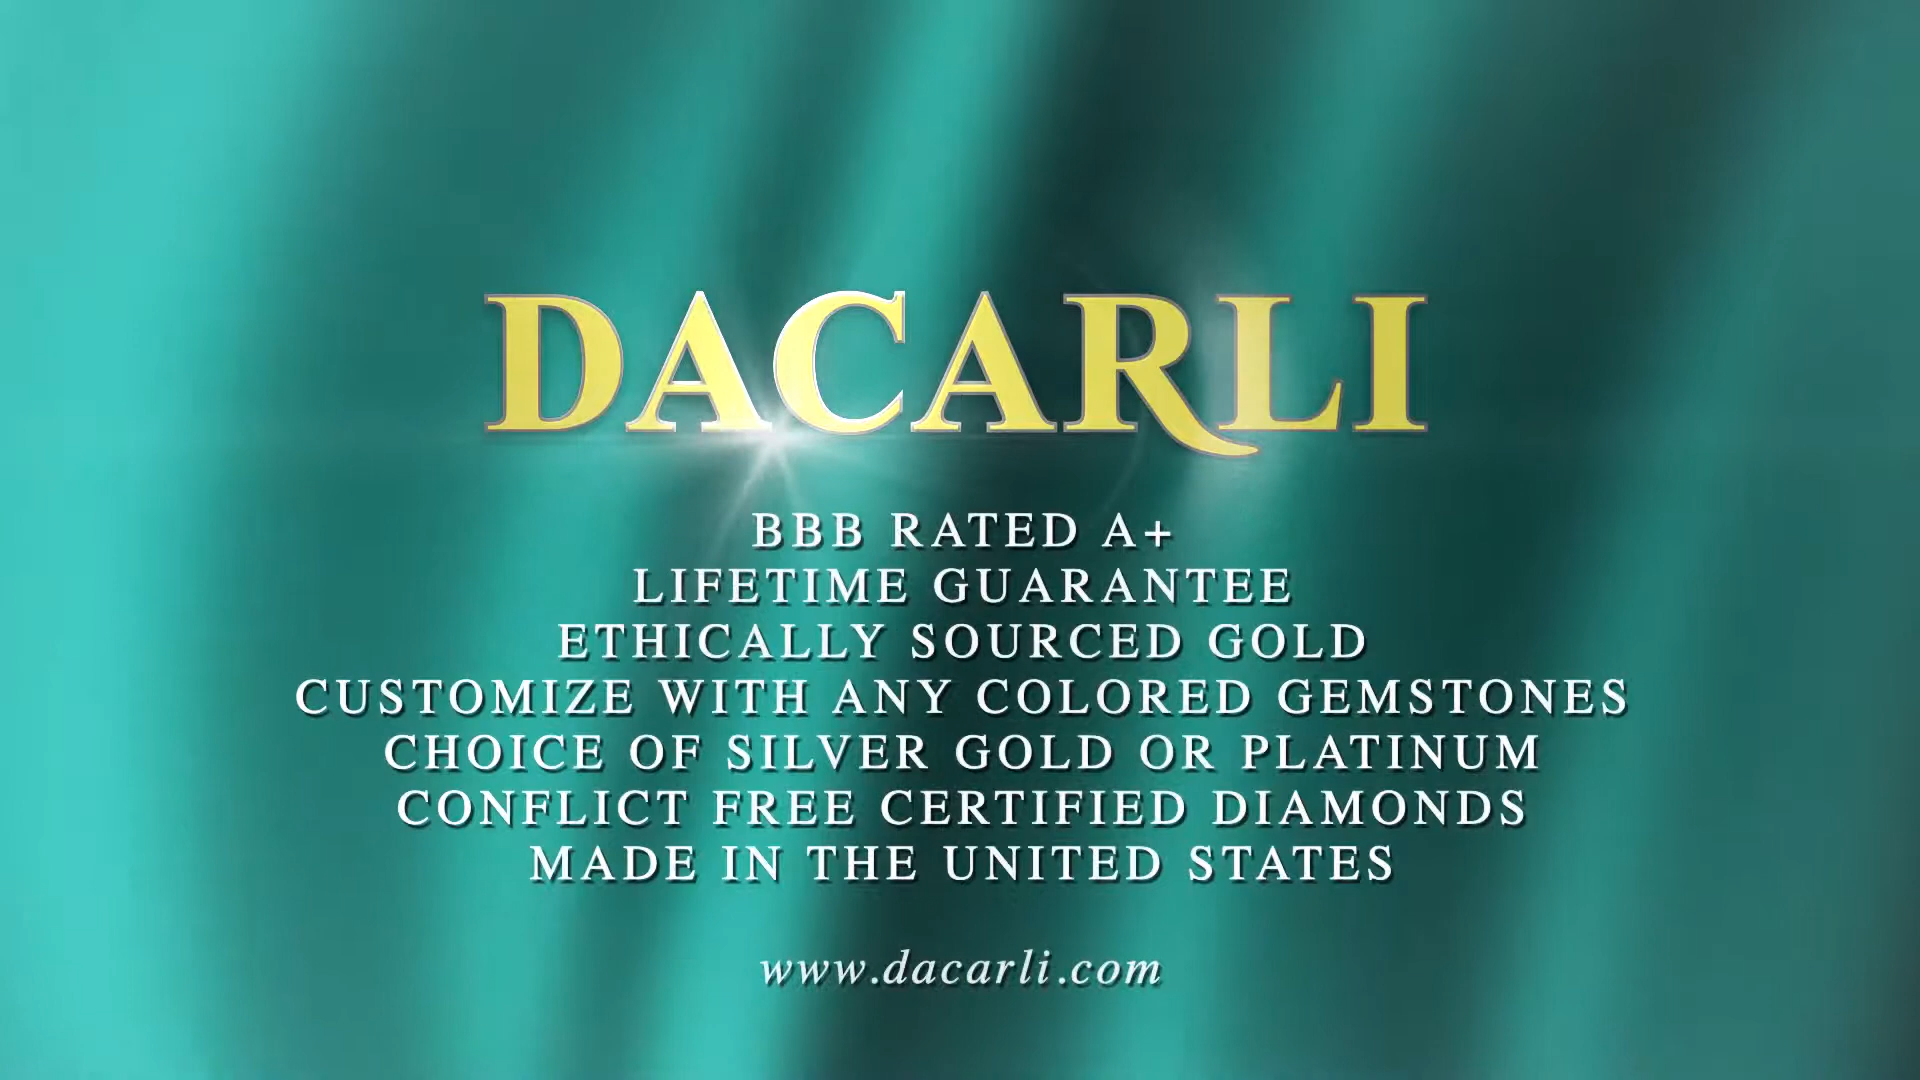 DACARLI
BBB RATED A+
LIFETIME GUARANTEE
ETHICALLY SOURCED GOLD
CUSTOMIZE WITH ANY COLORED GEMSTONES
CHOICE OF SILVER GOLD OR PLATINUM
CONFLICT FREE CERTIFIED DIAMONDS
MADE IN THE UNITED STATES
www.dacarli.com